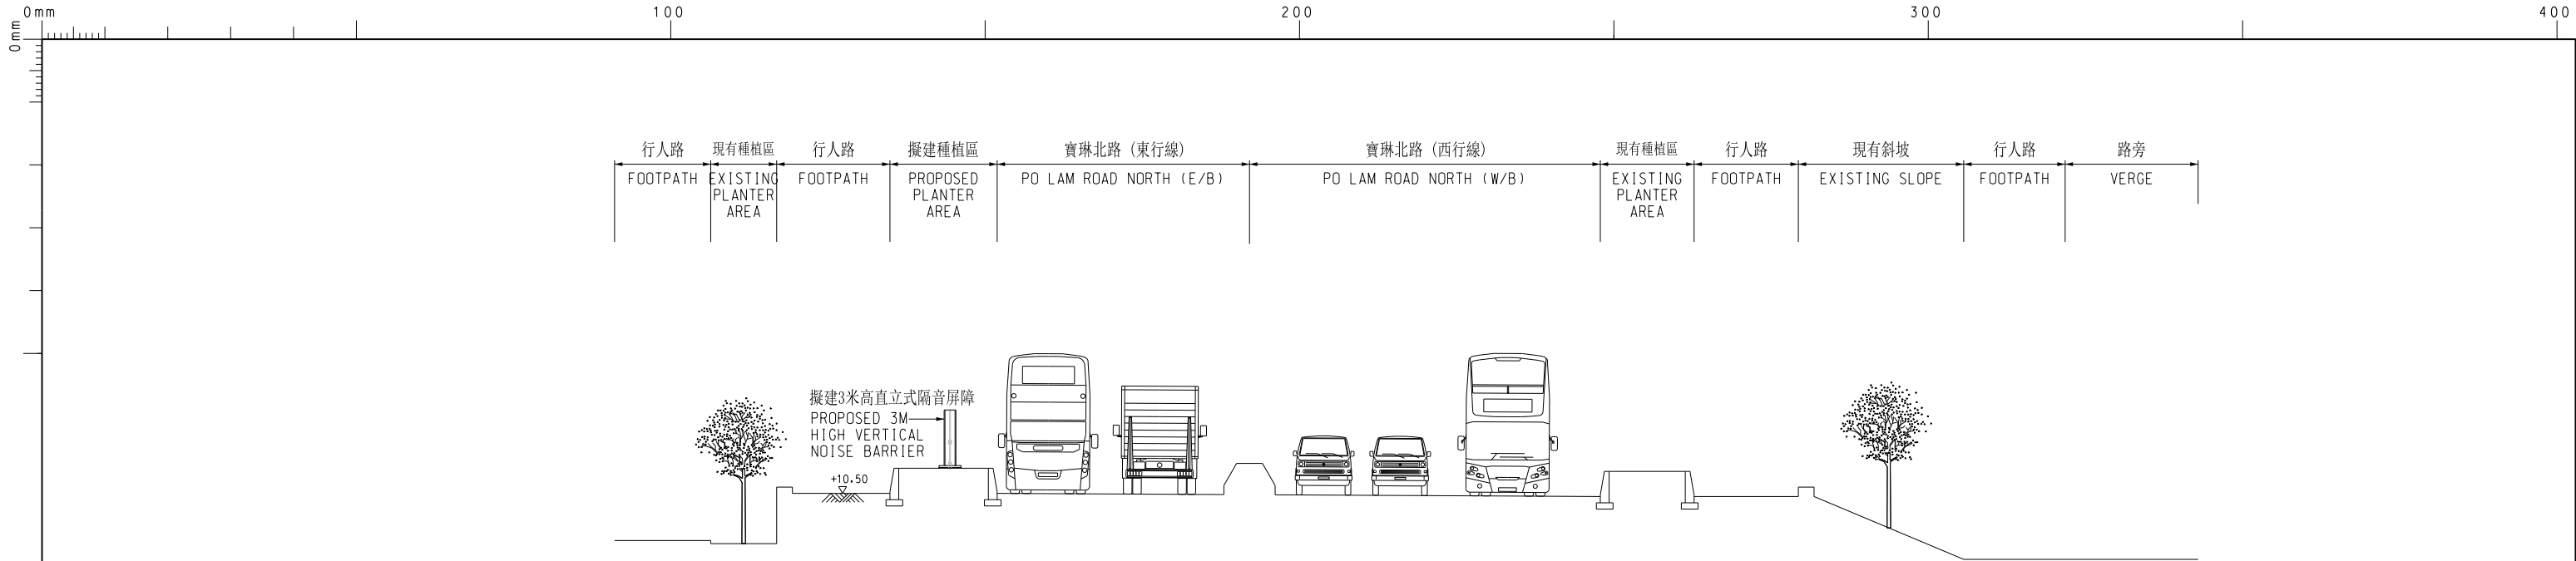 0mm
100
200
300
400
0mm
行人路
現有種植區
行人路
擬建種植區
寶琳北路 (東行線)
寶琳北路 (西行線)
現有種植區
行人路
現有斜坡
行人路
路旁
FOOTPATH
EXISTING
PLANTER
AREA
FOOTPATH
PROPOSED
PLANTER
AREA
PO LAM ROAD NORTH (E/B)
PO LAM ROAD NORTH (W/B)
EXISTING
PLANTER
AREA
FOOTPATH
EXISTING SLOPE
FOOTPATH
VERGE
擬建3米高直立式隔音屏障
PROPOSED 3M
HIGH VERTICAL
NOISE BARRIER
+10.50